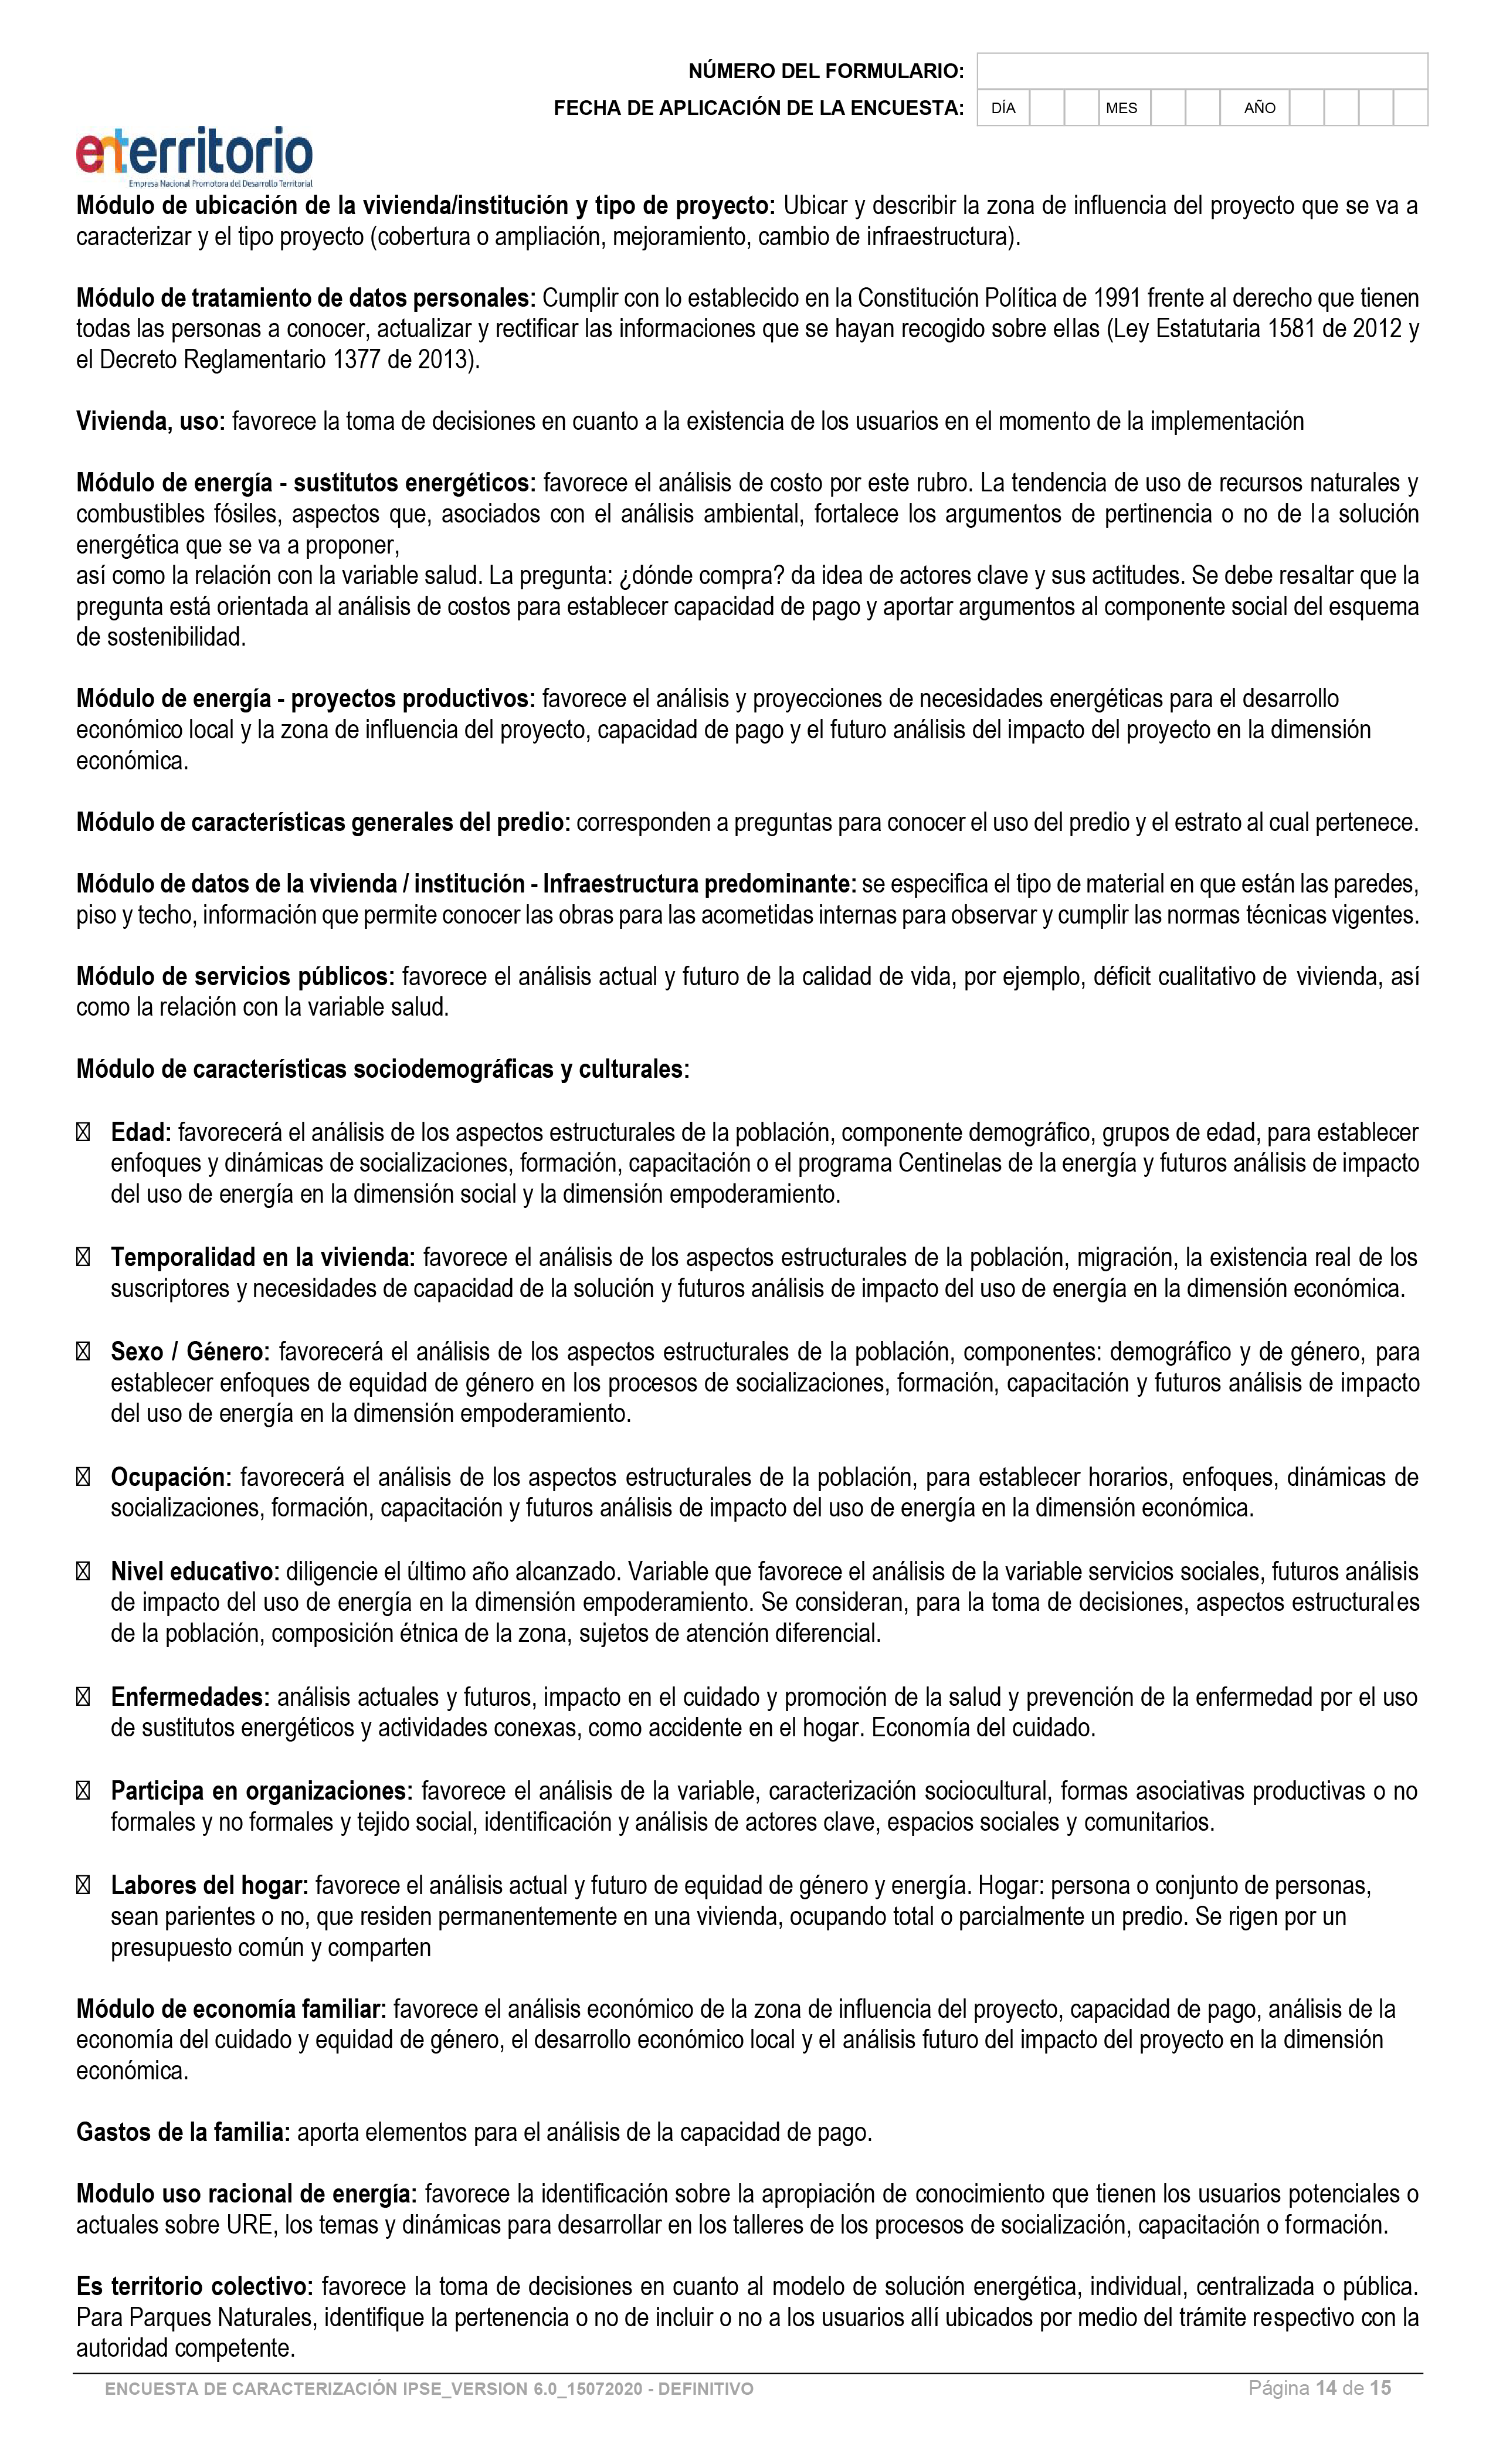 NÚMERO DEL FORMULARIO:
FECHA DE APLICACIÓN DE LA ENCUESTA: DÍA MES AÑO
enterritorio
Empresa Nacional Promotora del Desarrollo Territorial
Módulo de ubicación de la vivienda/institución y tipo de proyecto: Ubicar y describir la zona de influencia del proyecto que se va a
caracterizar y el tipo proyecto (cobertura o ampliación, mejoramiento, cambio de infraestructura).
Módulo de tratamiento de datos personales: Cumplir con lo establecido en la Constitución Política de 1991 frente al derecho que tienen
todas las personas a conocer, actualizar y rectificar las informaciones que se hayan recogido sobre ellas (Ley Estatutaria 1581 de 2012 y
el Decreto Reglamentario 1377 de 2013).
Vivienda, uso: favorece la toma de decisiones en cuanto a la existencia de los usuarios en el momento de la implementación
Módulo de energía - sustitutos energéticos: favorece el análisis de costo por este rubro. La tendencia de uso de recursos naturales y
combustibles fósiles, aspectos que, asociados con el análisis ambiental, fortalece los argumentos de pertinencia o no de la solución
energética que se va a proponer,
así como la relación con la variable salud. La pregunta: ¿dónde compra? da idea de actores clave y sus actitudes. Se debe resaltar que la
pregunta está orientada al análisis de costos para establecer capacidad de pago y aportar argumentos al componente social del esquema
de sostenibilidad.
Módulo de energía - proyectos productivos: favorece el análisis y proyecciones de necesidades energéticas para el desarrollo
económico local y la zona de influencia del proyecto, capacidad de pago y el futuro análisis del impacto del proyecto en la dimensión
económica.
Módulo de características generales del predio: corresponden a preguntas para conocer el uso del predio y el estrato al cual pertenece.
Módulo de datos de la vivienda / institución - Infraestructura predominante: se especifica el tipo de material en que están las paredes,
piso y techo, información que permite conocer las obras para las acometidas internas para observar y cumplir las normas técnicas vigentes.
Módulo de servicios públicos: favorece el análisis actual y futuro de la calidad de vida, por ejemplo, déficit cualitativo de vivienda, así
como la relación con la variable salud.
Módulo de características sociodemográficas y culturales:
Edad: favorecerá el análisis de los aspectos estructurales de la población, componente demográfico, grupos de edad, para establecer
enfoques y dinámicas de socializaciones, formación, capacitación o el programa Centinelas de la energía y futuros análisis de impacto
del uso de energía en la dimensión social y la dimensión empoderamiento.
Temporalidad en la vivienda: favorece el análisis de los aspectos estructurales de la población, migración, la existencia real de los
suscriptores y necesidades de capacidad de la solución y futuros análisis de impacto del uso de energía en la dimensión económica.
Sexo / Género: favorecerá el análisis de los aspectos estructurales de la población, componentes: demográfico y de género, para
establecer enfoques de equidad de género en los procesos de socializaciones, formación, capacitación y futuros análisis de impacto
del uso de energía en la dimensión empoderamiento.
Ocupación: favorecerá el análisis de los aspectos estructurales de la población, para establecer horarios, enfoques, dinámicas de
socializaciones, formación, capacitación y futuros análisis de impacto del uso de energía en la dimensión económica.
Nivel educativo: diligencie el último año alcanzado. Variable que favorece el análisis de la variable servicios sociales, futuros análisis
de impacto del uso de energía en la dimensión empoderamiento. Se consideran, para la toma de decisiones, aspectos estructurales
de la población, composición étnica de la zona, sujetos de atención diferencial.
Enfermedades: análisis actuales y futuros, impacto en el cuidado y promoción de la salud y prevención de la enfermedad por el uso
de sustitutos energéticos y actividades conexas, como accidente en el hogar. Economía del cuidado.
Participa en organizaciones: favorece el análisis de la variable, caracterización sociocultural, formas asociativas productivas o no
formales y no formales y tejido social, identificación y análisis de actores clave, espacios sociales y comunitarios.
Labores del hogar: favorece el análisis actual y futuro de equidad de género y energía. Hogar: persona o conjunto de personas,
sean parientes o no, que residen permanentemente en una vivienda, ocupando total o parcialmente un predio. Se rigen por un
presupuesto común y comparten
Módulo de economía familiar: favorece el análisis económico de la zona de influencia del proyecto, capacidad de pago, análisis de la
economía del cuidado y equidad de género, el desarrollo económico local y el análisis futuro del impacto del proyecto en la dimensión
económica.
Gastos de la familia: aporta elementos para el análisis de la capacidad de pago.
Modulo uso racional de energía: favorece la identificación sobre la apropiación de conocimiento que tienen los usuarios potenciales o
actuales sobre URE, los temas y dinámicas para desarrollar en los talleres de los procesos de socialización, capacitación o formación.
Es territorio colectivo: favorece la toma de decisiones en cuanto al modelo de solución energética, individual, centralizada o pública.
Para Parques Naturales, identifique la pertenencia o no de incluir o no a los usuarios allí ubicados por medio del trámite respectivo con la
autoridad competente.
ENCUESTA DE CARACTERIZACIÓN IPSE_VERSION 6.0_15072020 - DEFINITIVO Página 14 de 15